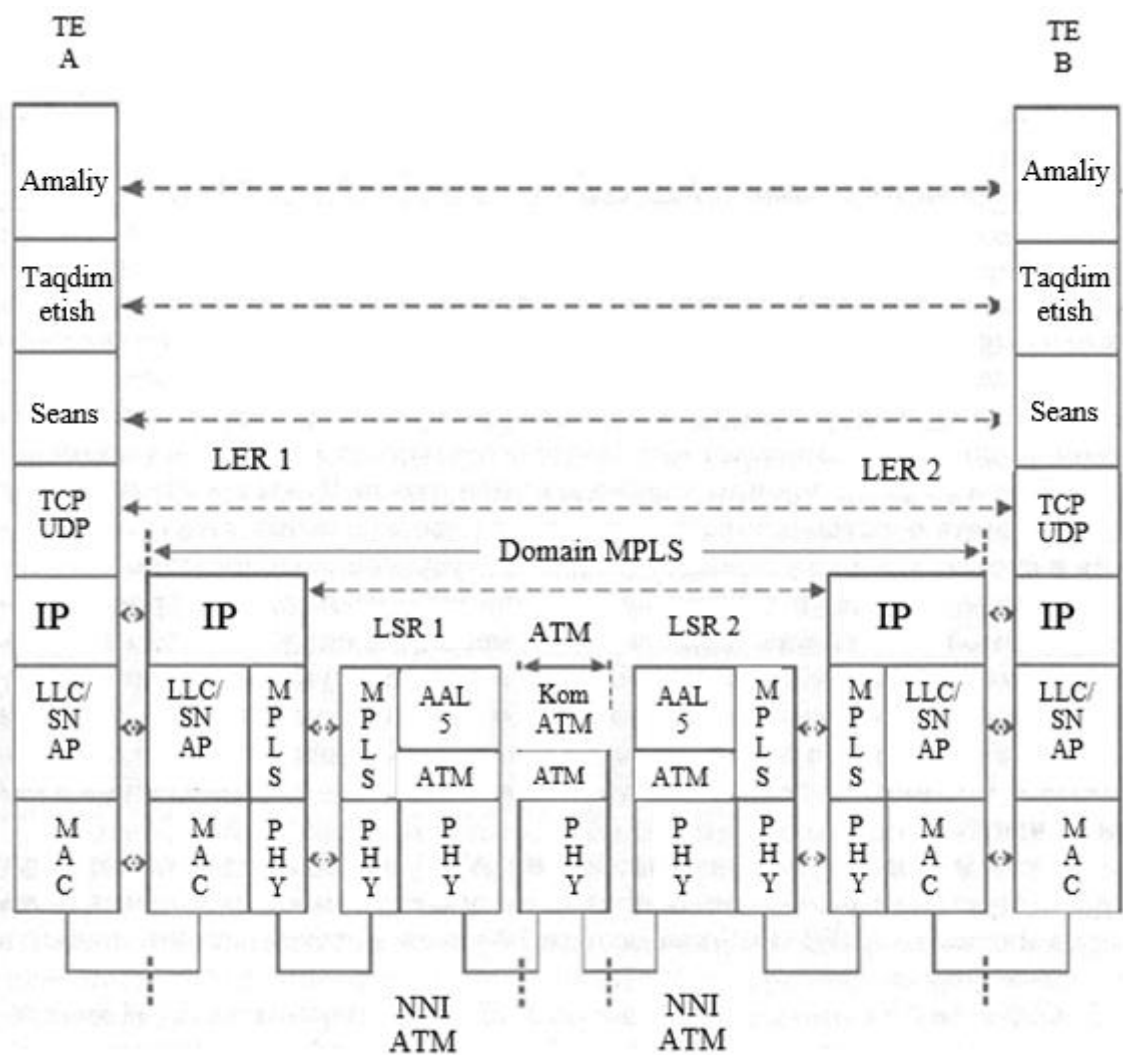 TE
A
TE
B
Amaliy
Amaliy
Taqdim
etish
Taqdim
etish
Seans
Seans
LER 1
LER 2
TCP
UDP
TCP
UDP
Domain MPLS
IP
IP
IP
IP
LSR 1
ATM
LSR 2
LLC/
SN
AP
LLC/
SN
AP
M
P
L
S
M
P
L
S
AAL
5
Kom
ATM
AAL
5
M
P
L
S
M
P
L
S
LLC/
SN
AP
LLC/
SN
AP
ATM
ATM
ATM
M
A
C
M
A
C
P
H
Y
P
H
Y
P
H
Y
P
H
Y
P
H
Y
P
H
Y
P
H
Y
M
A
C
M
A
C
NNI
ATM
NNI
ATM